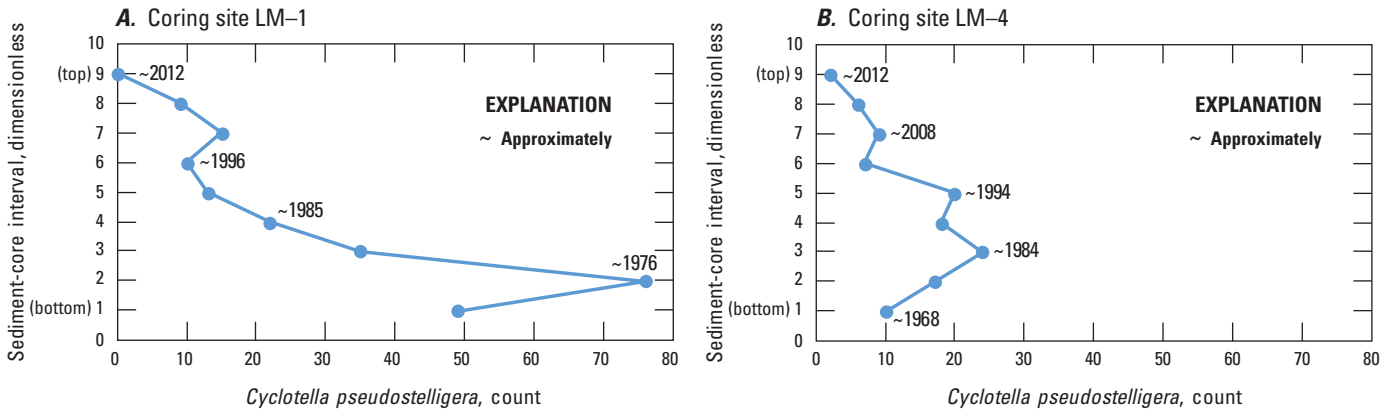 A. Coring site LM–1
Sediment-core interval, dimensionless
10
(top) 9
8
7
6
5
4
3
2
(bottom) 1
0
~2012
~1996
~1985
~1976
EXPLANATION
~ Approximately
0 10 20 30 40 50 60 70 80
Cyclotella pseudostelligera, count
B. Coring site LM–4
Sediment-core interval, dimensionless
10
(top) 9
8
7
6
5
4
3
2
(bottom) 1
0
~2012
~2008
~1994
~1984
~1968
EXPLANATION
~ Approximately
0 10 20 30 40 50 60 70 80
Cyclotella pseudostelligera, count